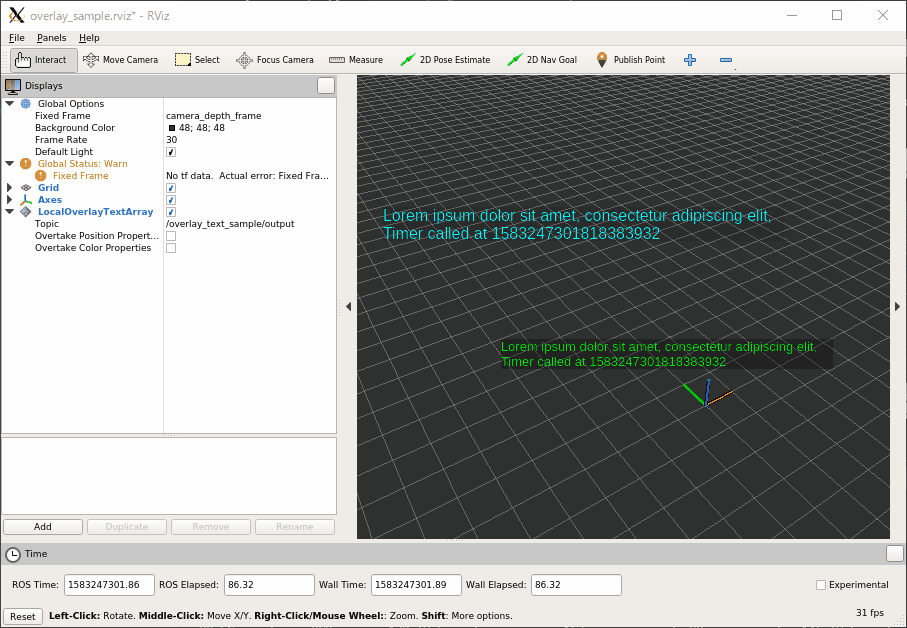 overlay_sample.rviz* - RViz
File Panels Help
Interact Move Camera Select Focus Camera Measure 2D Pose Estimate 2D Nav Goal Publish Point
Displays
Global Options
Fixed Frame camera_depth_frame
Background Color 48; 48; 48
Frame Rate 30
Default Light
Global Status: Warn
Fixed Frame No tf data. Actual error: Fixed Fra...
Grid
Axes
LocalOverlayTextArray
Topic /overlay_text_sample/output
Overtake Position Propert...
Overtake Color Properties
Lorem ipsum dolor sit amet, consectetur adipiscing elit,
Timer called at 1583247301818383932
Lorem ipsum dolor sit amet, consectetur adipiscing elit,
Timer called at 1583247301818383932
Add Duplicate Remove Rename
Time
ROS Time: 1583247301.86 ROS Elapsed: 86.32 Wall Time: 1583247301.89 Wall Elapsed: 86.32 Experimental
Reset Left-Click: Rotate. Middle-Click: Move X/Y. Right-Click/Mouse Wheel:: Zoom. Shift: More options. 31 fps